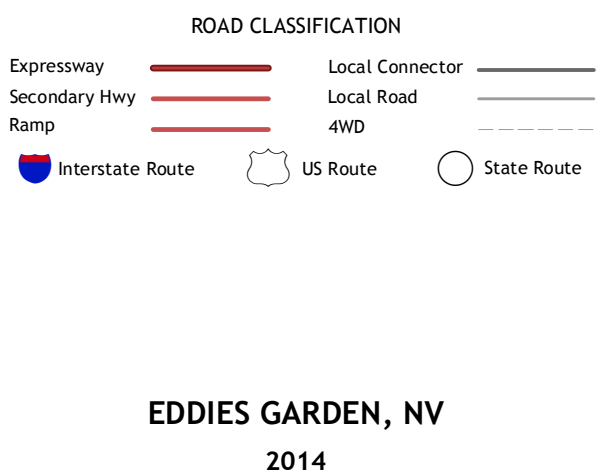 ROAD CLASSIFICATION
Expressway
Local Connector
Secondary Hwy
Local Road
Ramp
4WD
Interstate Route
US Route
State Route
EDDIES GARDEN, NV
2014